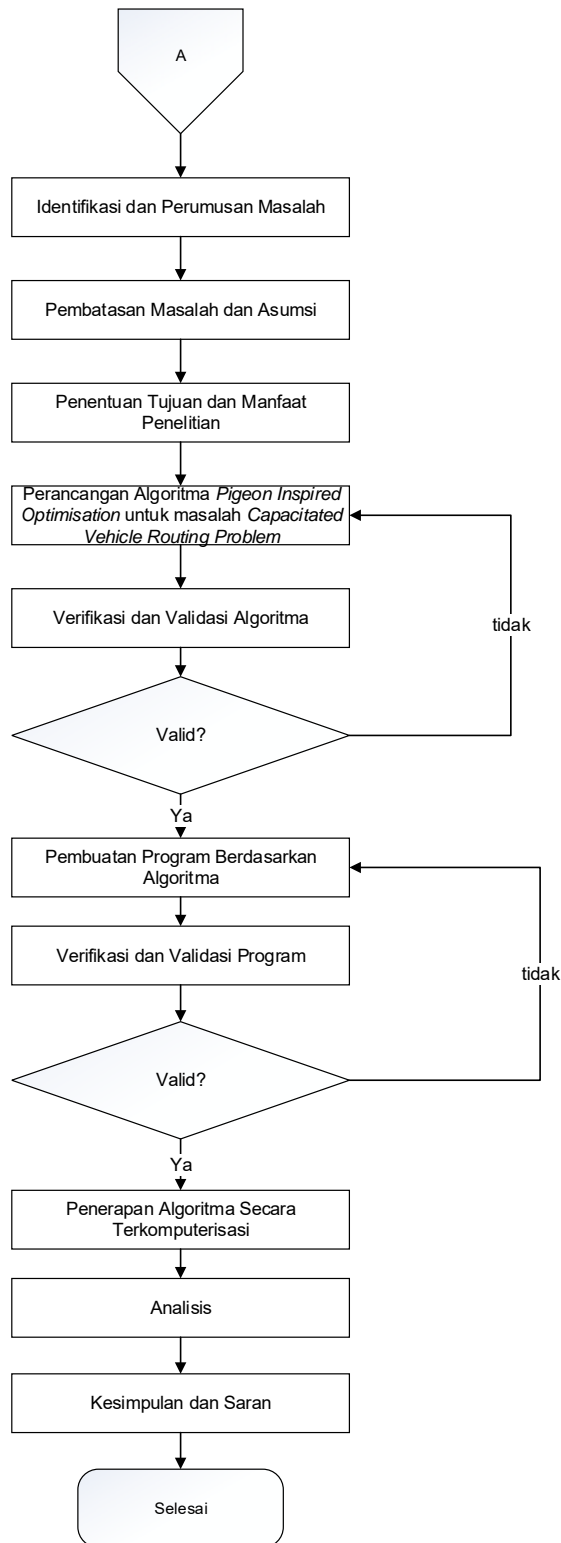 A
Identifikasi dan Perumusan Masalah
Pembatasan Masalah dan Asumsi
Penentuan Tujuan dan Manfaat
Penelitian
Perancangan Algoritma Pigeon Inspired
Optimisation untuk masalah Capacitated
Vehicle Routing Problem
Verifikasi dan Validasi Algoritma
tidak
Valid?
Ya
Pembuatan Program Berdasarkan
Algoritma
Verifikasi dan Validasi Program
tidak
Valid?
Ya
Penerapan Algoritma Secara
Terkomputerisasi
Analisis
Kesimpulan dan Saran
Selesai